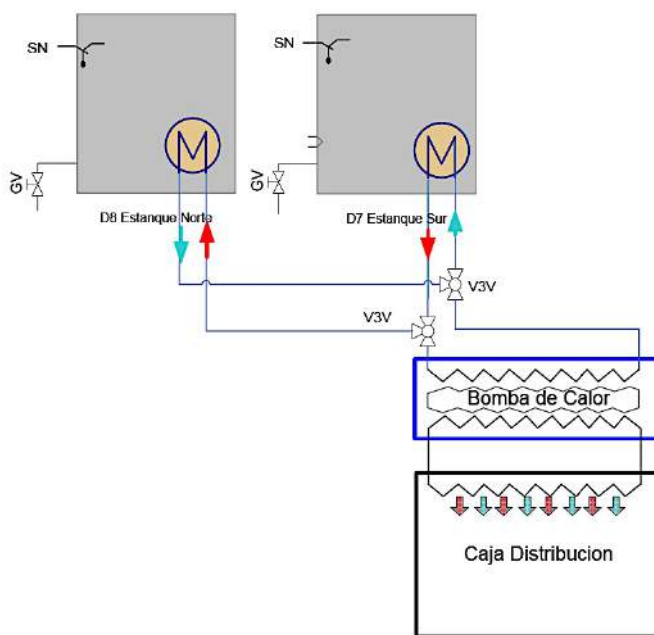 SN
SN
GV
GV
D8 Estanque Norte
D7 Estanque Sur
V3V
V3V
Bomba de Calor
Caja Distribucion